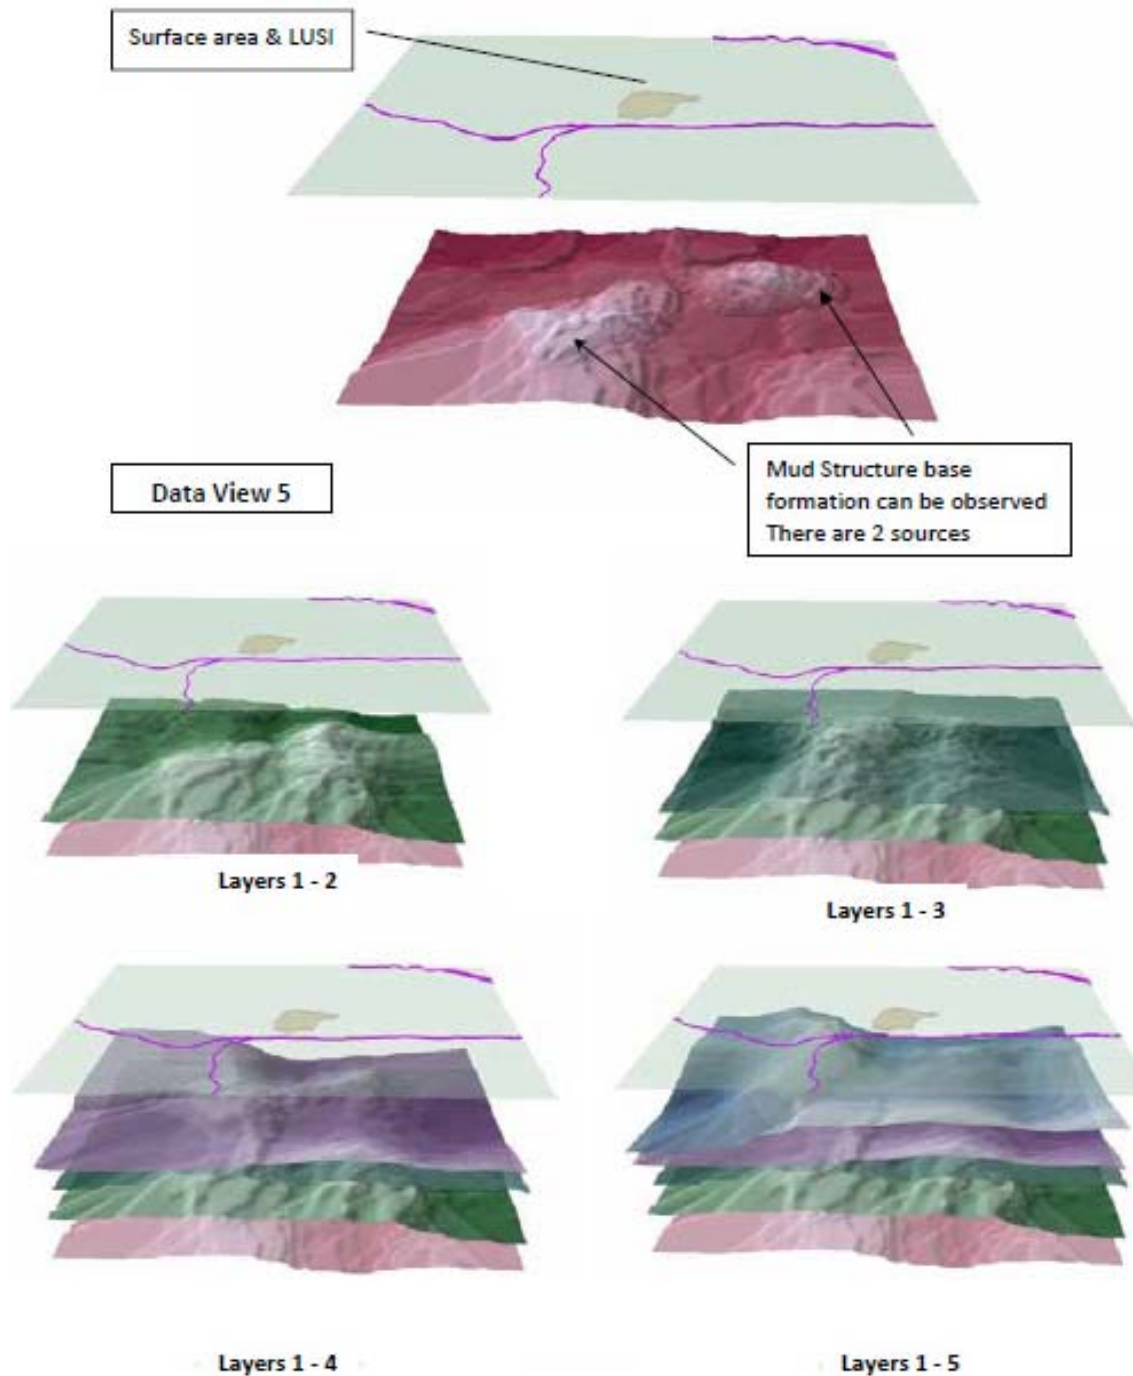 Surface area & LUSI
Data View 5
Mud Structure base
formation can be observed
There are 2 sources
Layers 1 - 2
Layers 1 - 3
Layers 1 - 4
Layers 1 - 5